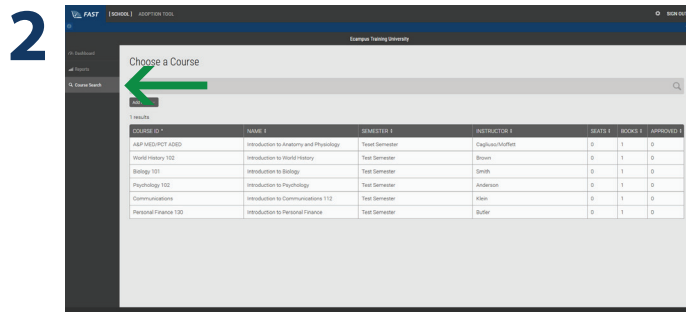 2
FAST [SCHOOL] ADOPTION TOOL SIGN OUT
Ecampus Training University
Dashboard
Reports
Course Search
Choose a Course
Add
1 results
COURSE ID NAME SEMESTER INSTRUCTOR SEATS BOOKS APPROVED
A&P MED/PCT ADED Introduction to Anatomy and Physiology Teset Semester Cagliuso/Moffett 0 1 0
World History 102 Introduction to World History Test Semester Brown 0 1 0
Biology 101 Introduction to Biology Test Semester Smith 0 1 0
Psychology 102 Introduction to Psychology Test Semester Anderson 0 1 0
Communications Introduction to Communications 112 Test Semester Klein 0 1 0
Personal Finance 130 Introduction to Personal Finance Test Semester Butler 0 1 0